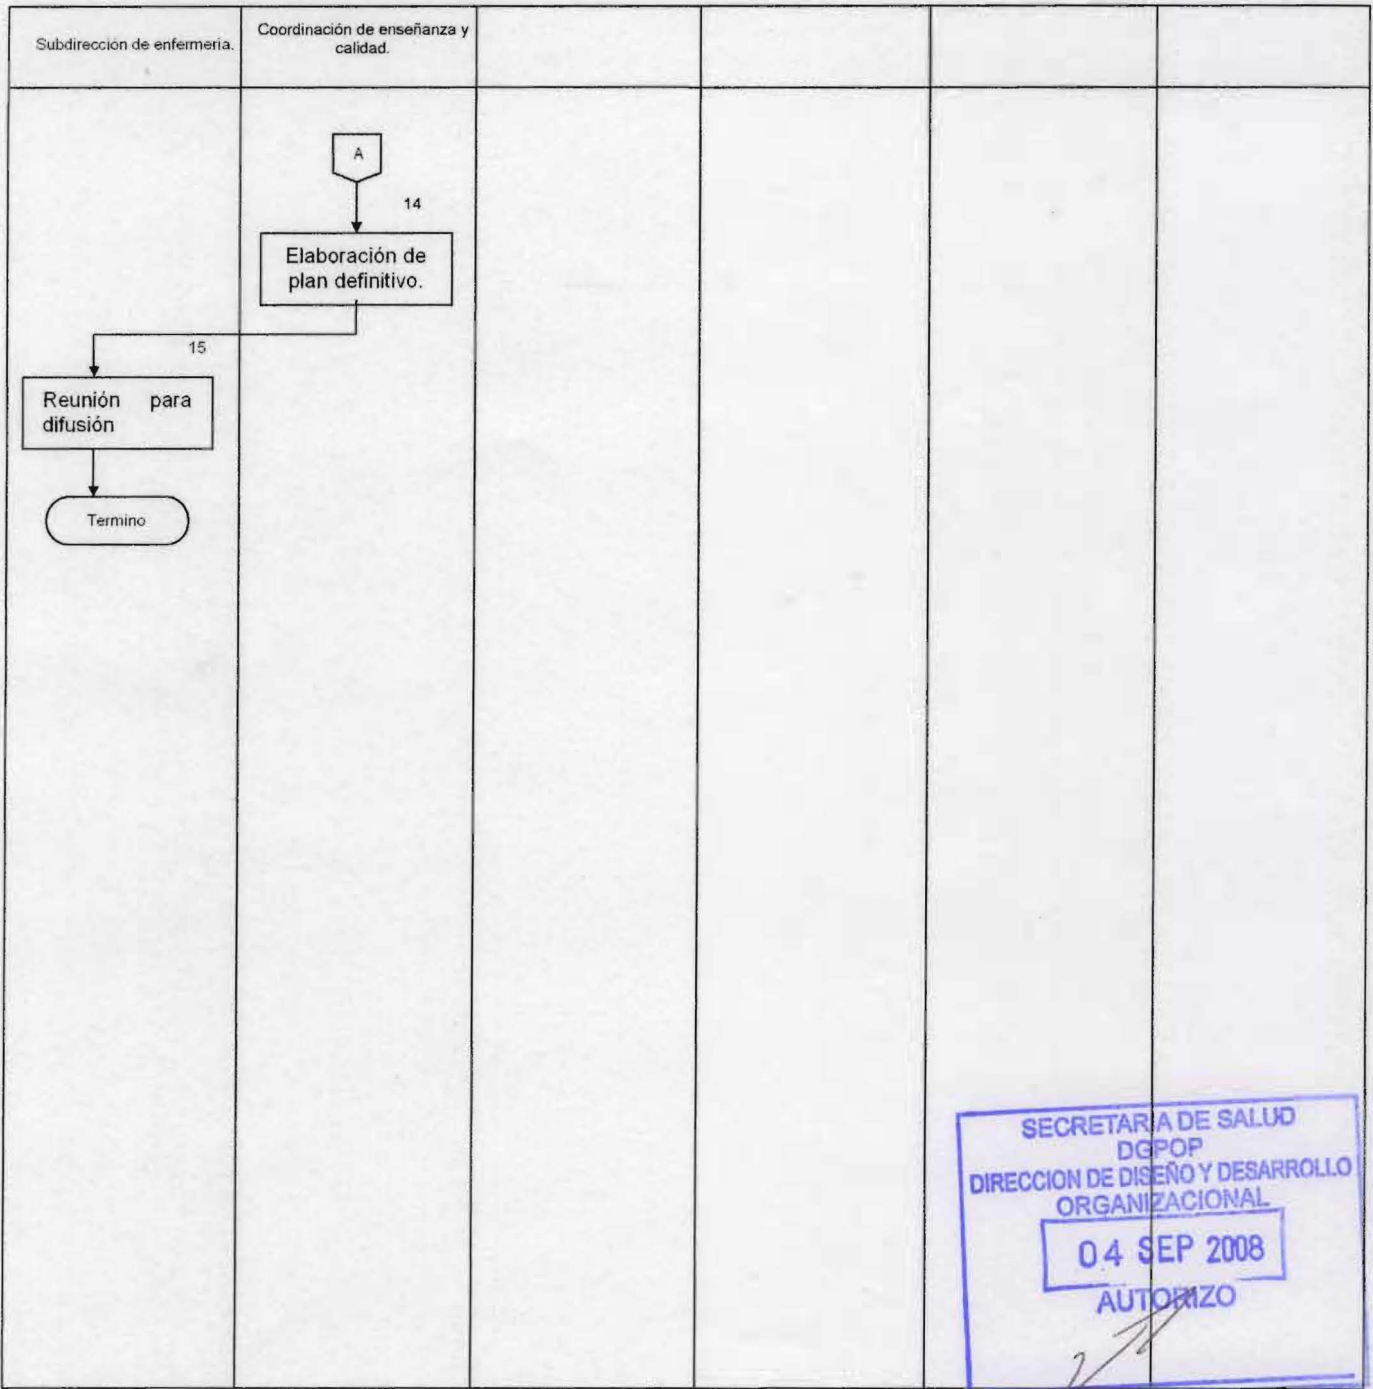 Subdirección de enfermeria.
Coordinación de enseñanza y
calidad.
A
14
Elaboración de
plan definitivo.
15
Reunión para
difusión
Termino
SECRETARIA DE SALUD
DGPOP
DIRECCION DE DISEÑO Y DESARROLLO
ORGANIZACIONAL
04 SEP 2008
AUTORIZO